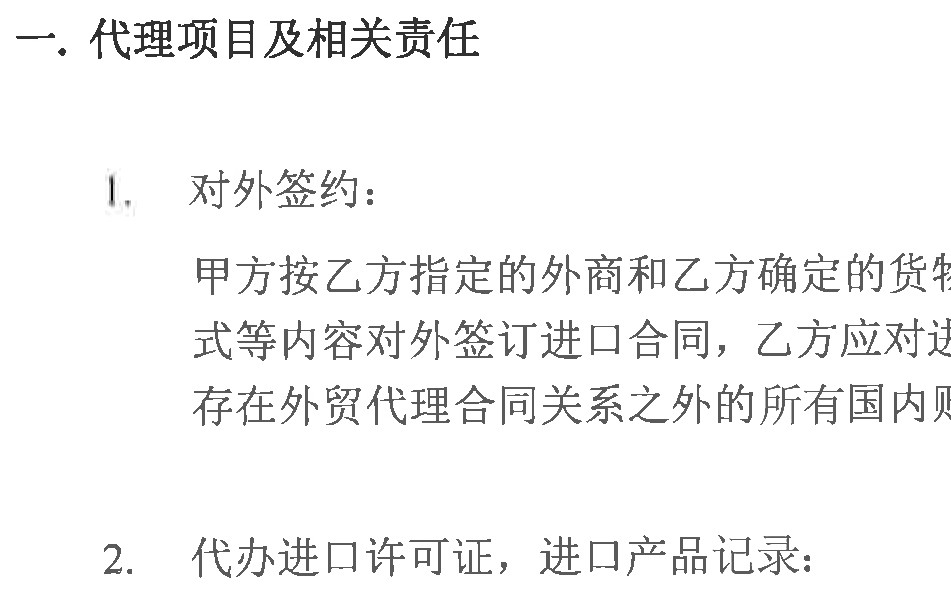 一. 代理项目及相关责任
1. 对外签约:
甲方按乙方指定的外商和乙方确定的货
式等内容对外签订进口合同，乙方应对
存在外贸代理合同关系之外的所有国内
2. 代办进口许可证，进口产品记录: